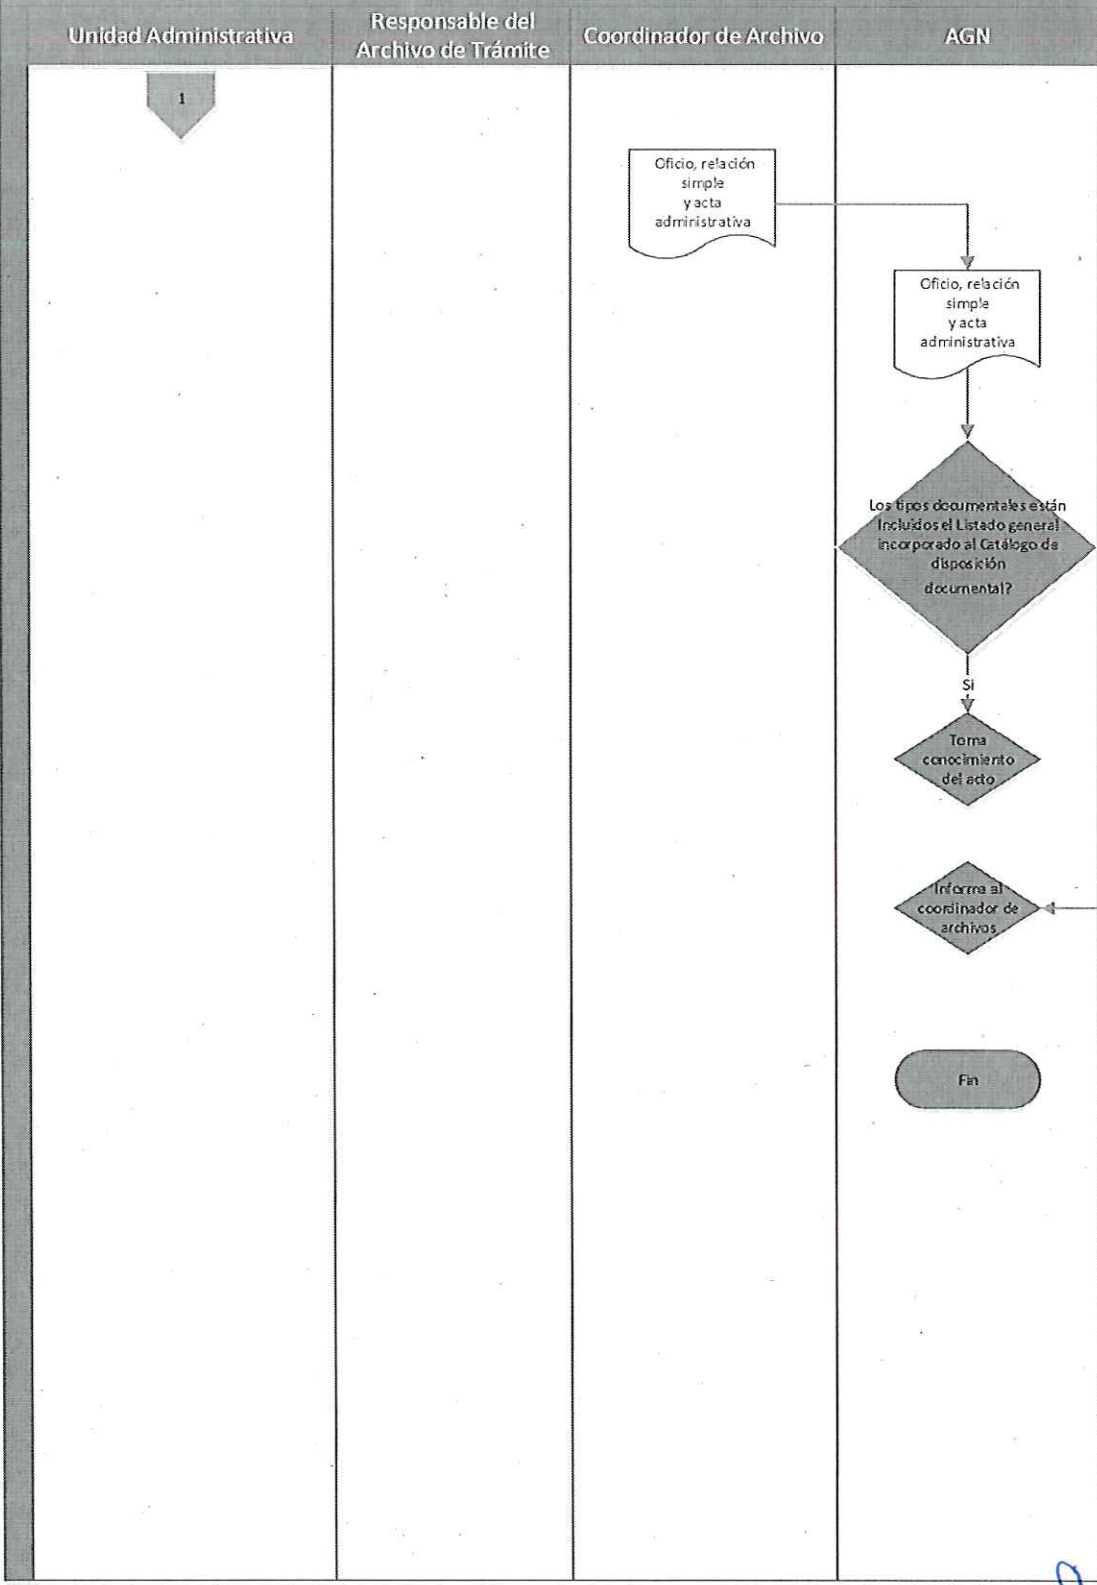 Unidad Administrativa
Responsable del
Archivo de Trámite
Coordinador de Archivo
AGN
1
Oficio, relación
simple
y acta
administrativa
Oficio, relación
simple
y acta
administrativa
Los tipos documentales están
Incluidos el Listado general
incorporado al Catálogo de
disposición
documental?
Si
Toma
conocimiento
del acto
Informa al
coordinador de
archivos
Fin